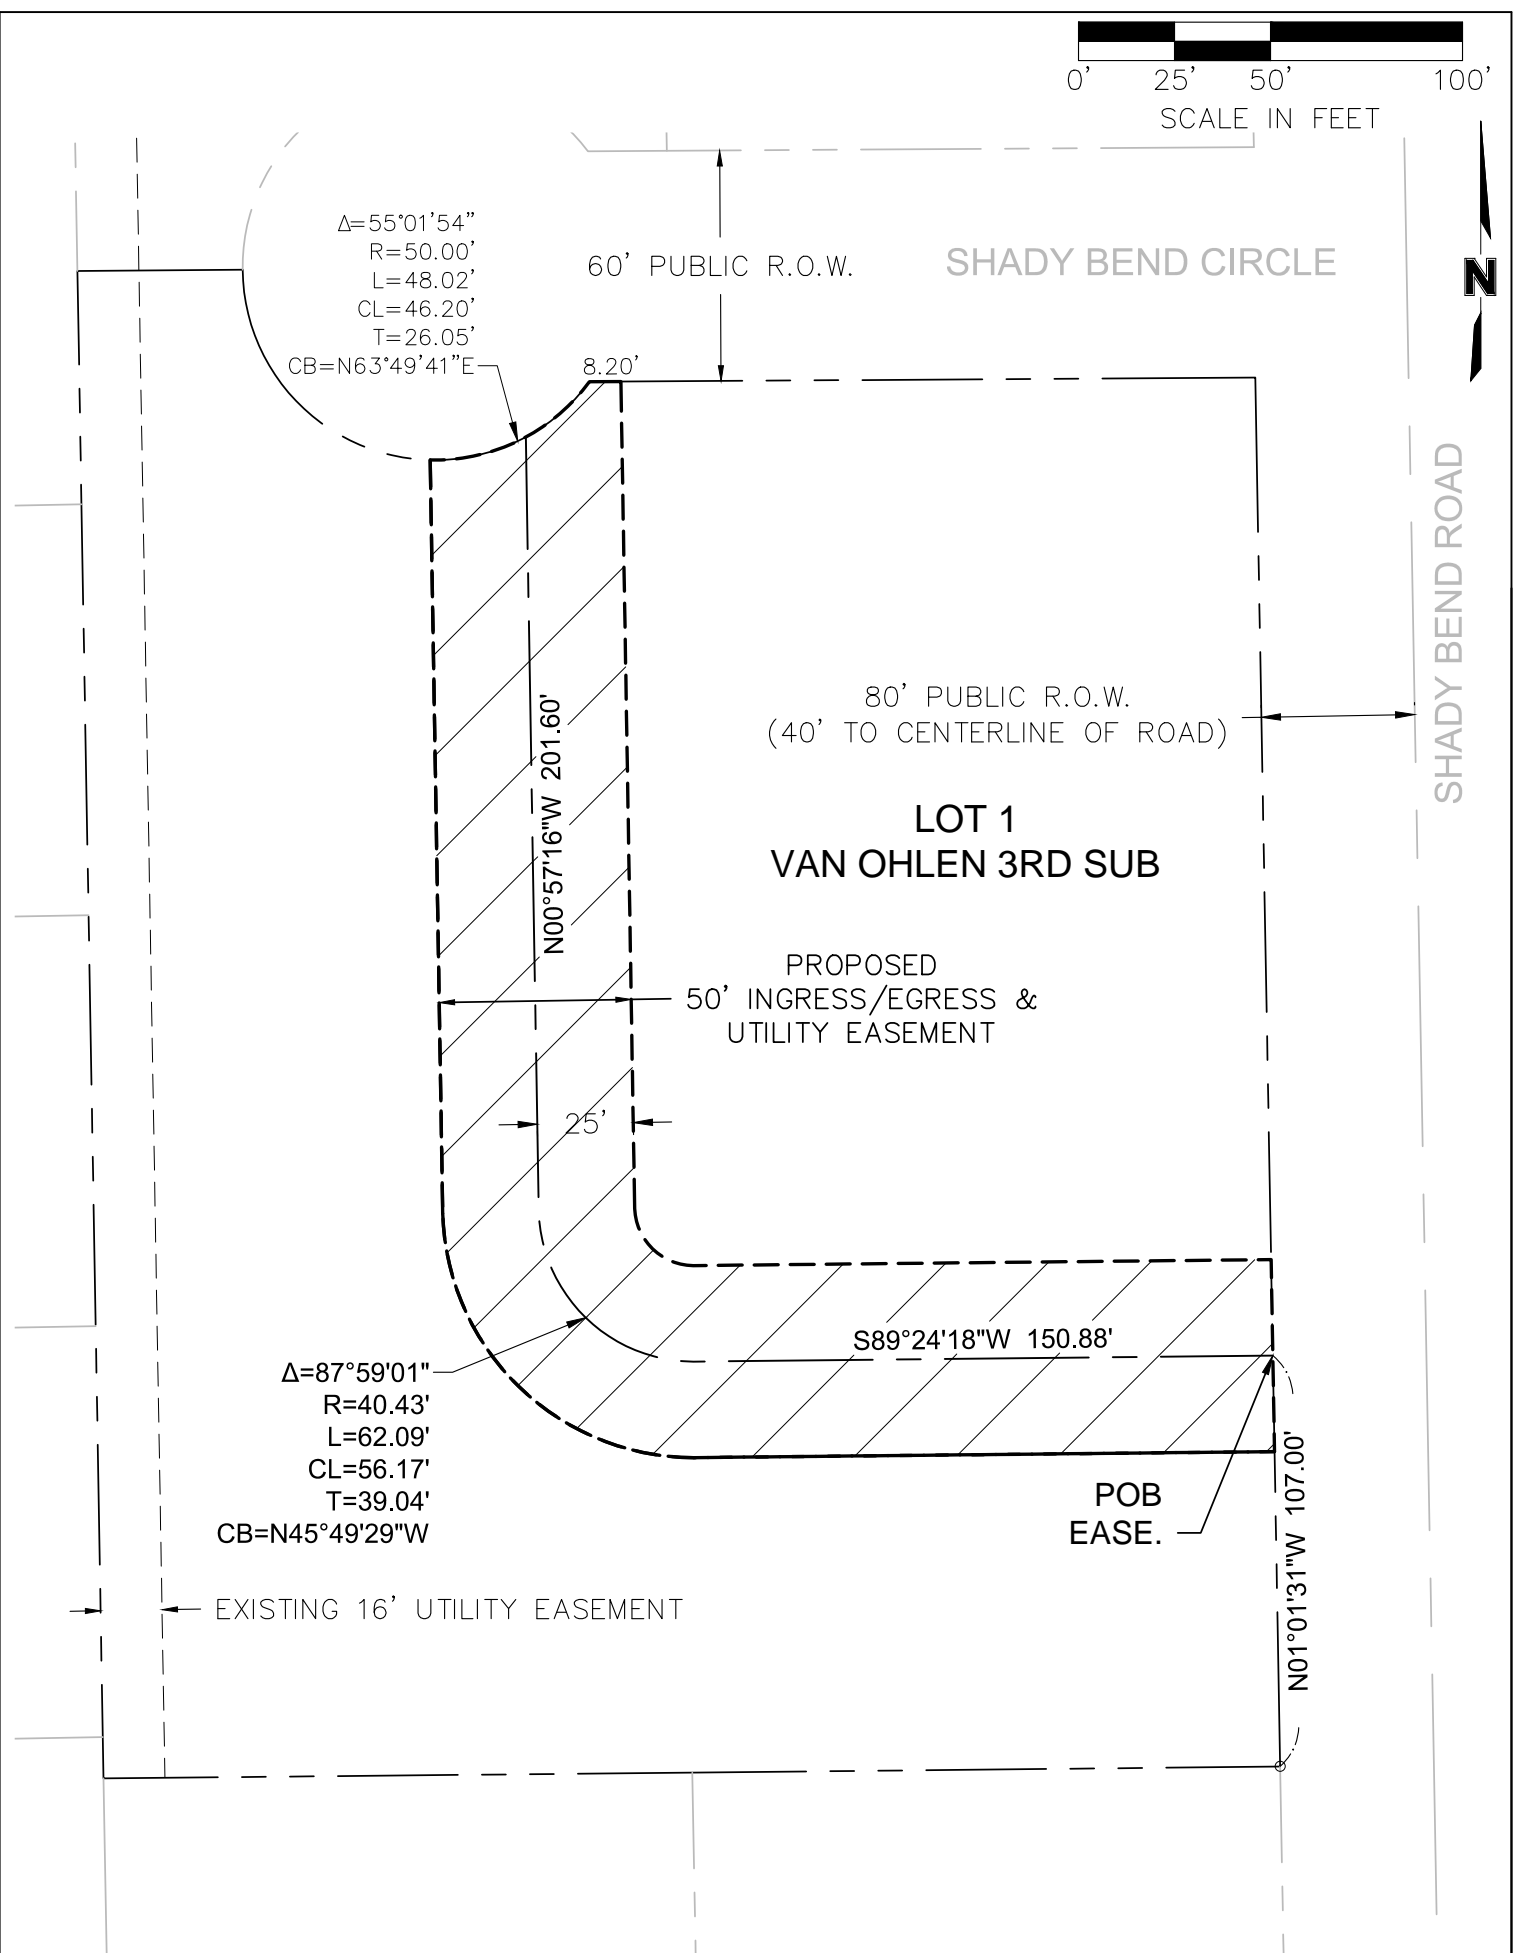 0' 25' 50' 100'
SCALE IN FEET
N
Δ=55°01'54"
R=50.00'
L=48.02'
CL=46.20'
T=26.05'
CB=N63°49'41"E
60' PUBLIC R.O.W.
SHADY BEND CIRCLE
8.20'
SHADY BEND ROAD
80' PUBLIC R.O.W.
(40' TO CENTERLINE OF ROAD)
N00°57'16"W 201.60'
LOT 1
VAN OHLEN 3RD SUB
PROPOSED
50' INGRESS/EGRESS &
UTILITY EASEMENT
25'
S89°24'18"W 150.88'
Δ=87°59'01"
R=40.43'
L=62.09'
CL=56.17'
T=39.04'
CB=N45°49'29"W
POB
EASE.
N01°01'31"W 107.00'
EXISTING 16' UTILITY EASEMENT